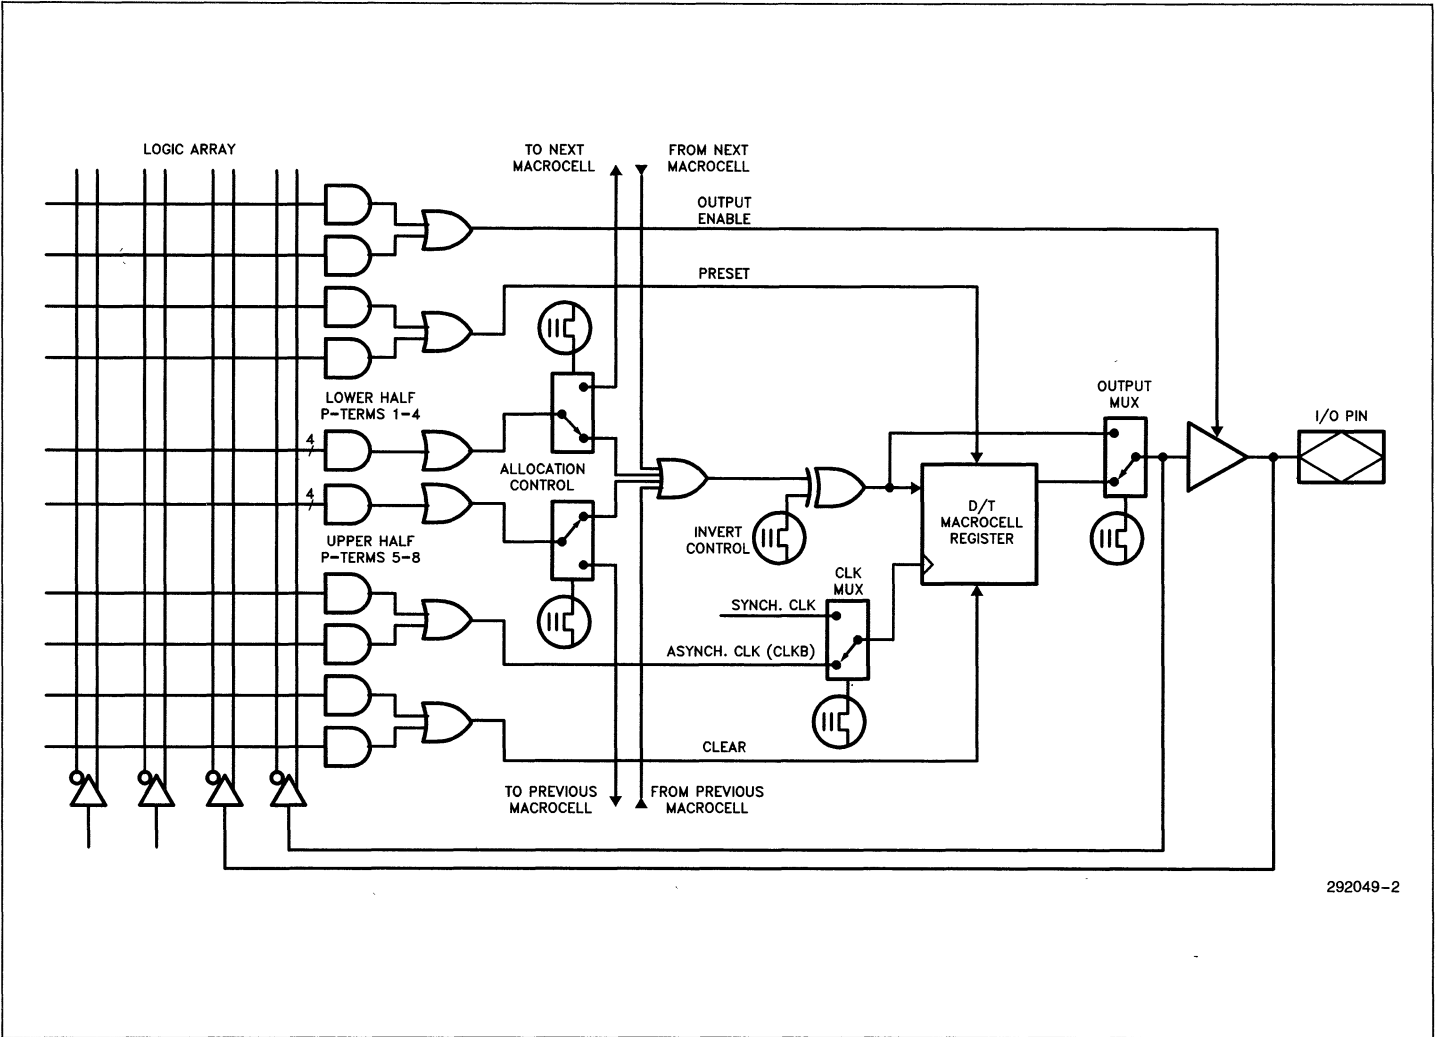 LOGIC ARRAY
TO NEXT
MACROCELL
FROM NEXT
MACROCELL
OUTPUT
ENABLE
PRESET
LOWER HALF
P-TERMS 1-4
4
ALLOCATION
CONTROL
4
UPPER HALF
P-TERMS 5-8
INVERT
CONTROL
D/T
MACROCELL
REGISTER
OUTPUT
MUX
I/O PIN
CLK
MUX
SYNCH. CLK
ASYNCH. CLK (CLKB)
CLEAR
TO PREVIOUS
MACROCELL
FROM PREVIOUS
MACROCELL
292049-2